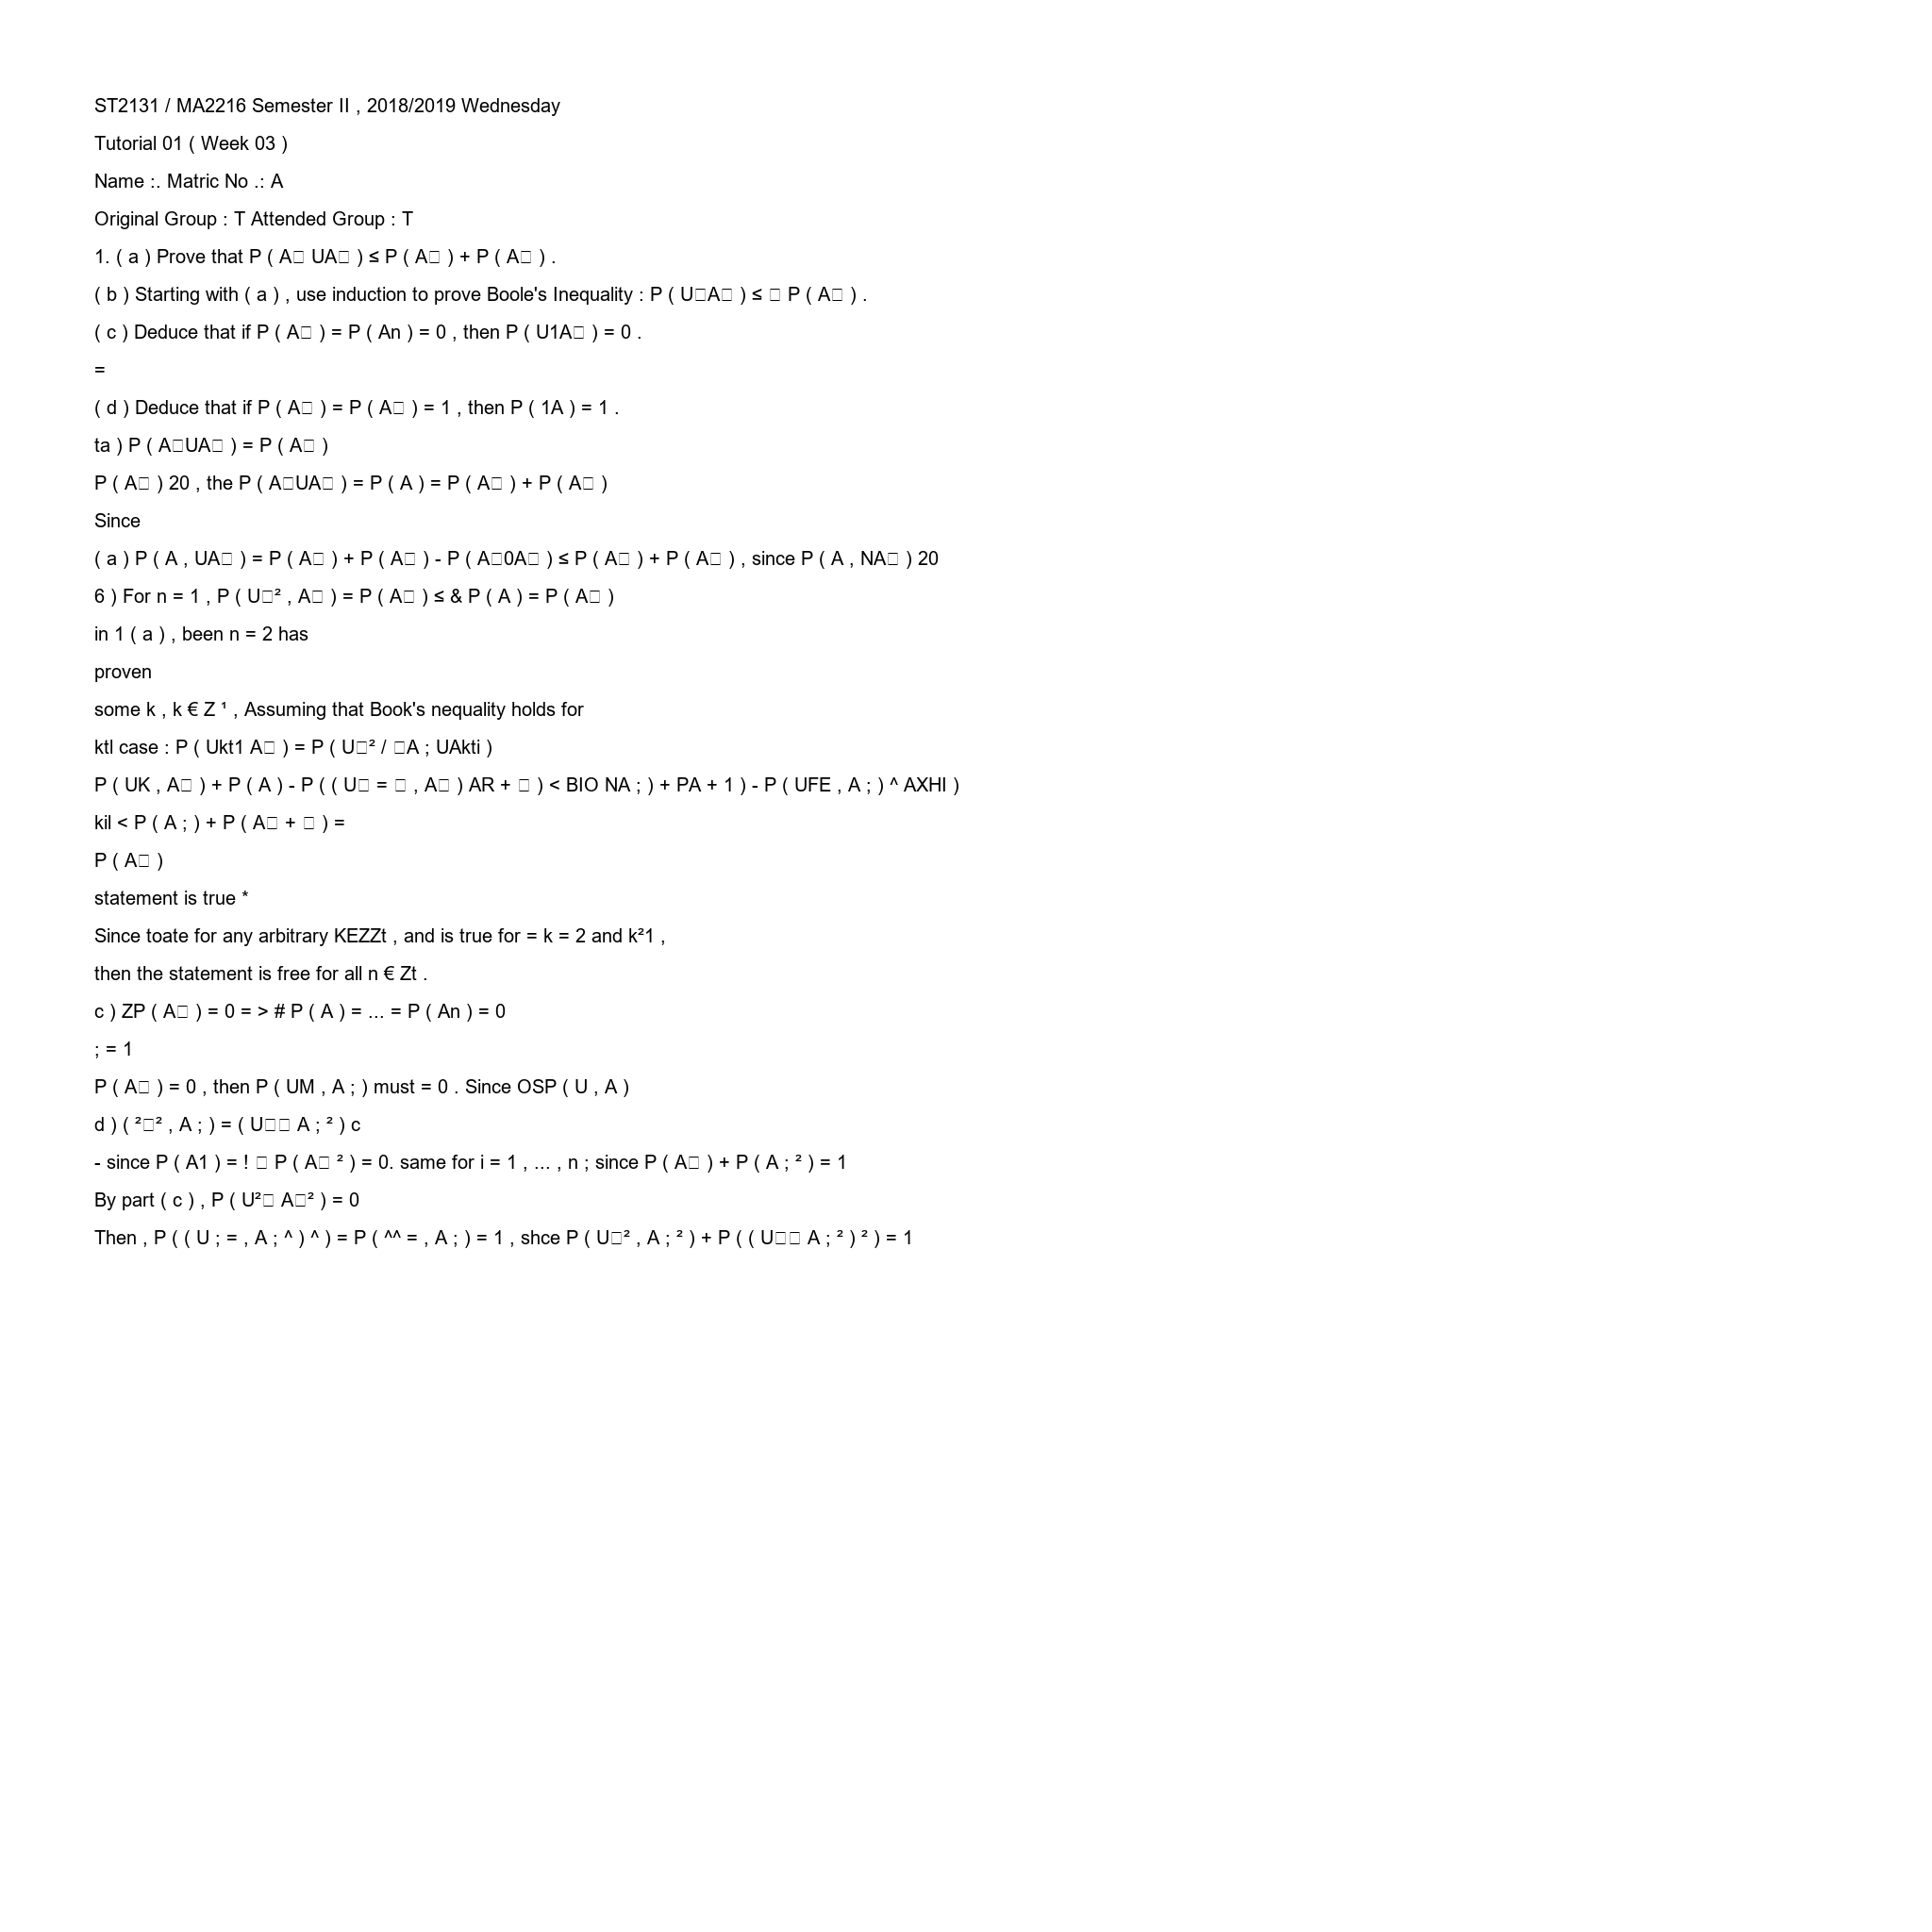 ST2131 / MA2216 Semester II , 2018/2019 Wednesday
Tutorial 01 ( Week 03 )
Name :. Matric No .: A
Original Group : T Attended Group : T
1. ( a ) Prove that P ( A□ UA□ ) ≤ P ( A□ ) + P ( A□ ) .
( b ) Starting with ( a ) , use induction to prove Boole's Inequality : P ( U□A□ ) ≤ □ P ( A□ ) .
( c ) Deduce that if P ( A□ ) = P ( An ) = 0 , then P ( U1A□ ) = 0 .
=
( d ) Deduce that if P ( A□ ) = P ( A□ ) = 1 , then P ( 1A ) = 1 .
ta ) P ( A□UA□ ) = P ( A□ )
P ( A□ ) 20 , the P ( A□UA□ ) = P ( A ) = P ( A□ ) + P ( A□ )
Since
( a ) P ( A , UA□ ) = P ( A□ ) + P ( A□ ) - P ( A□0A□ ) ≤ P ( A□ ) + P ( A□ ) , since P ( A , NA□ ) 20
6 ) For n = 1 , P ( U□² , A□ ) = P ( A□ ) ≤ & P ( A ) = P ( A□ )
in 1 ( a ) , been n = 2 has
proven
some k , k € Z ¹ , Assuming that Book's nequality holds for
ktl case : P ( Ukt1 A□ ) = P ( U□² / □A ; UAkti )
P ( UK , A□ ) + P ( A ) - P ( ( U□ = □ , A□ ) AR + □ ) < BIO NA ; ) + PA + 1 ) - P ( UFE , A ; ) ^ AXHI )
kil < P ( A ; ) + P ( A□ + □ ) =
P ( A□ )
statement is true *
Since toate for any arbitrary KEZZt , and is true for = k = 2 and k²1 ,
then the statement is free for all n € Zt .
c ) ZP ( A□ ) = 0 = > # P ( A ) = ... = P ( An ) = 0
; = 1
P ( A□ ) = 0 , then P ( UM , A ; ) must = 0 . Since OSP ( U , A )
d ) ( ²□² , A ; ) = ( U□□ A ; ² ) c
- since P ( A1 ) = ! □ P ( A□ ² ) = 0. same for i = 1 , ... , n ; since P ( A□ ) + P ( A ; ² ) = 1
By part ( c ) , P ( U²□ A□² ) = 0
Then , P ( ( U ; = , A ; ^ ) ^ ) = P ( ^^ = , A ; ) = 1 , shce P ( U□² , A ; ² ) + P ( ( U□□ A ; ² ) ² ) = 1